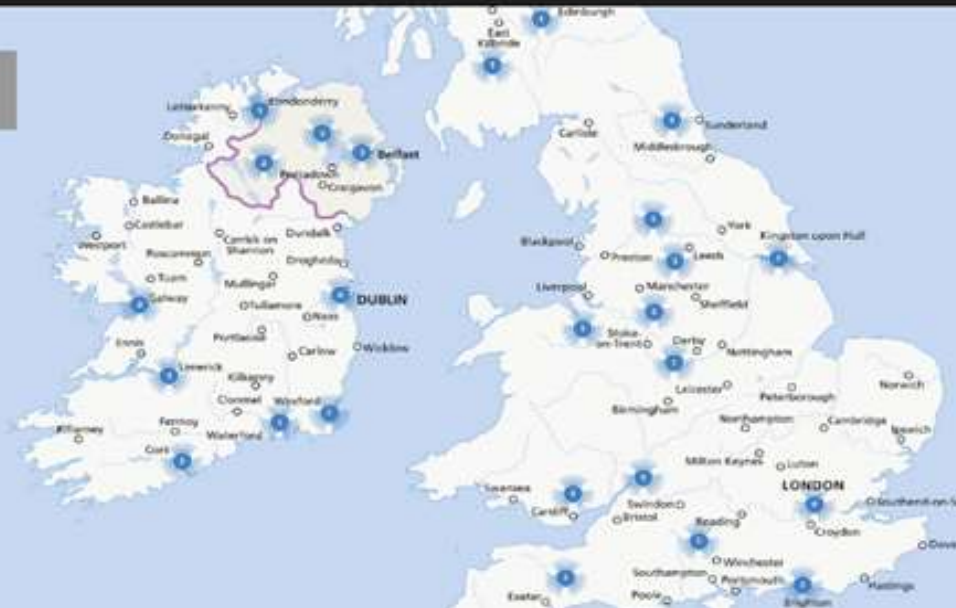 Edinburgh
East
Kilbride
Letterkenny
Londonderry
Donegal
Belfast
Portadown
Craigavon
Carlisle
Sunderland
Middlesbrough
Ballina
Castlebar
Westport
Carrick on
Shannon
Dundalk
Roscommon
Drogheda
Tuam
Mullingar
Galway
Tullamore
DUBLIN
Naas
Portlaoise
Ennis
Carlow
Wicklow
Limerick
Kilkenny
Clonmel
Wexford
Killarney
Fermoy
Waterford
Cork
York
Kingston upon Hull
Blackpool
Preston
Leeds
Liverpool
Manchester
Sheffield
Stoke-
on-Trent
Derby
Nottingham
Leicester
Peterborough
Norwich
Birmingham
Northampton
Cambridge
Ipswich
Milton Keynes
Luton
LONDON
Swansea
Cardiff
Swindon
Bristol
Southend-on-S
Reading
Croydon
Dove
Winchester
Southampton
Portsmouth
Hastings
Exeter
Poole
Brighton